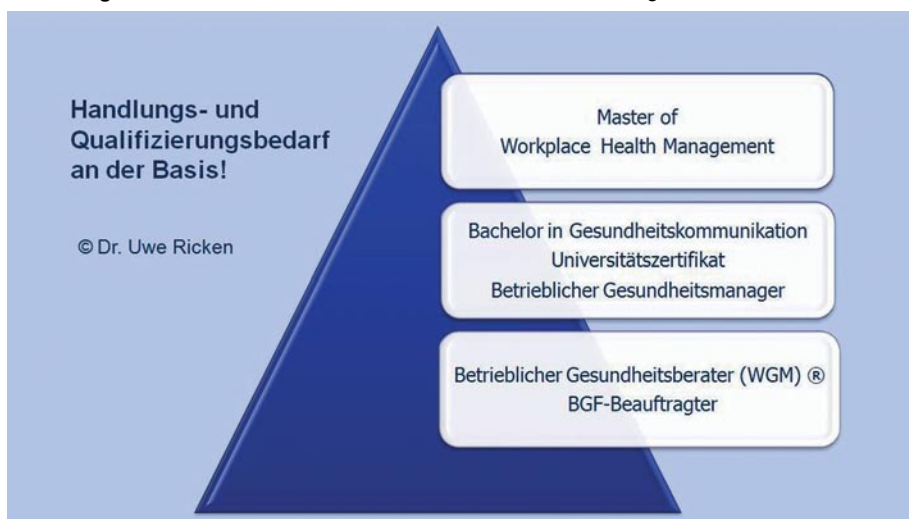 Handlungs- und
Qualifizierungsbedarf
an der Basis!
© Dr. Uwe Ricken
Master of
Workplace Health Management
Bachelor in Gesundheitskommunikation
Universitätszertifikat
Betrieblicher Gesundheitsmanager
Betrieblicher Gesundheitsberater (WGM) ®
BGF-Beauftragter